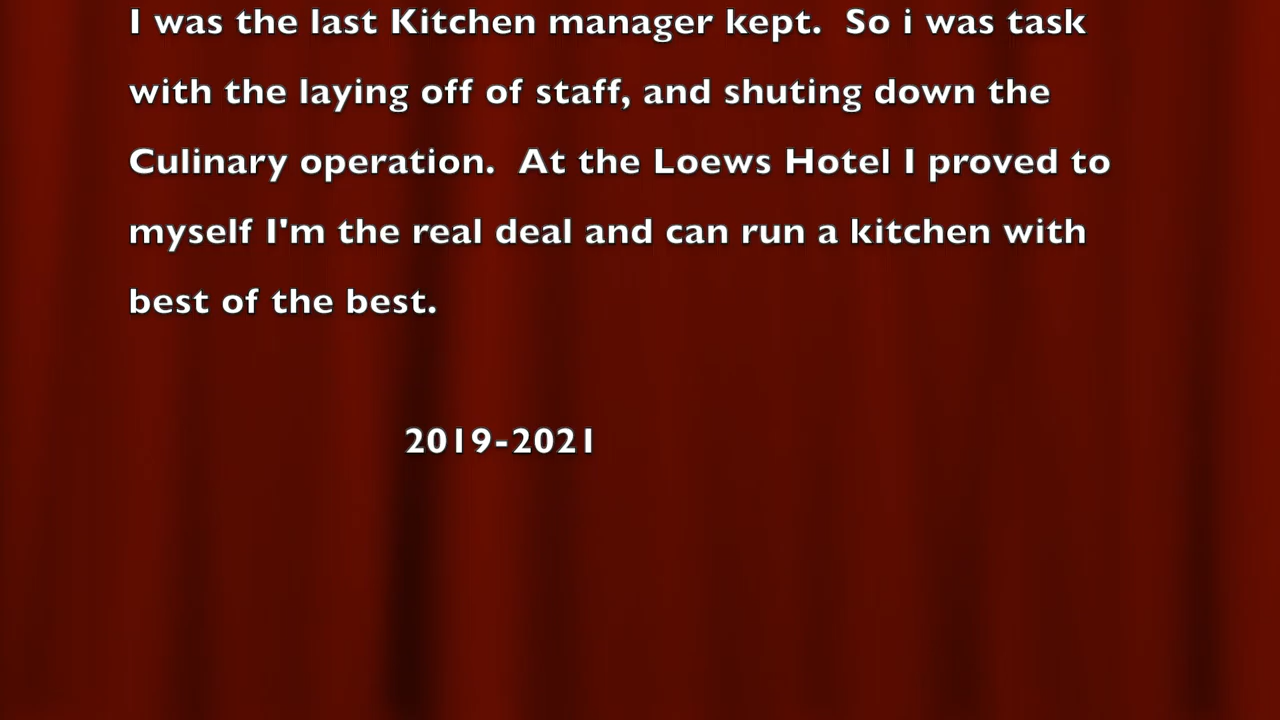 I was the last Kitchen manager kept.  So i was task
with the laying off of staff, and shuting down the
Culinary operation.  At the Loews Hotel I proved to
myself I'm the real deal and can run a kitchen with
best of the best.
2019-2021